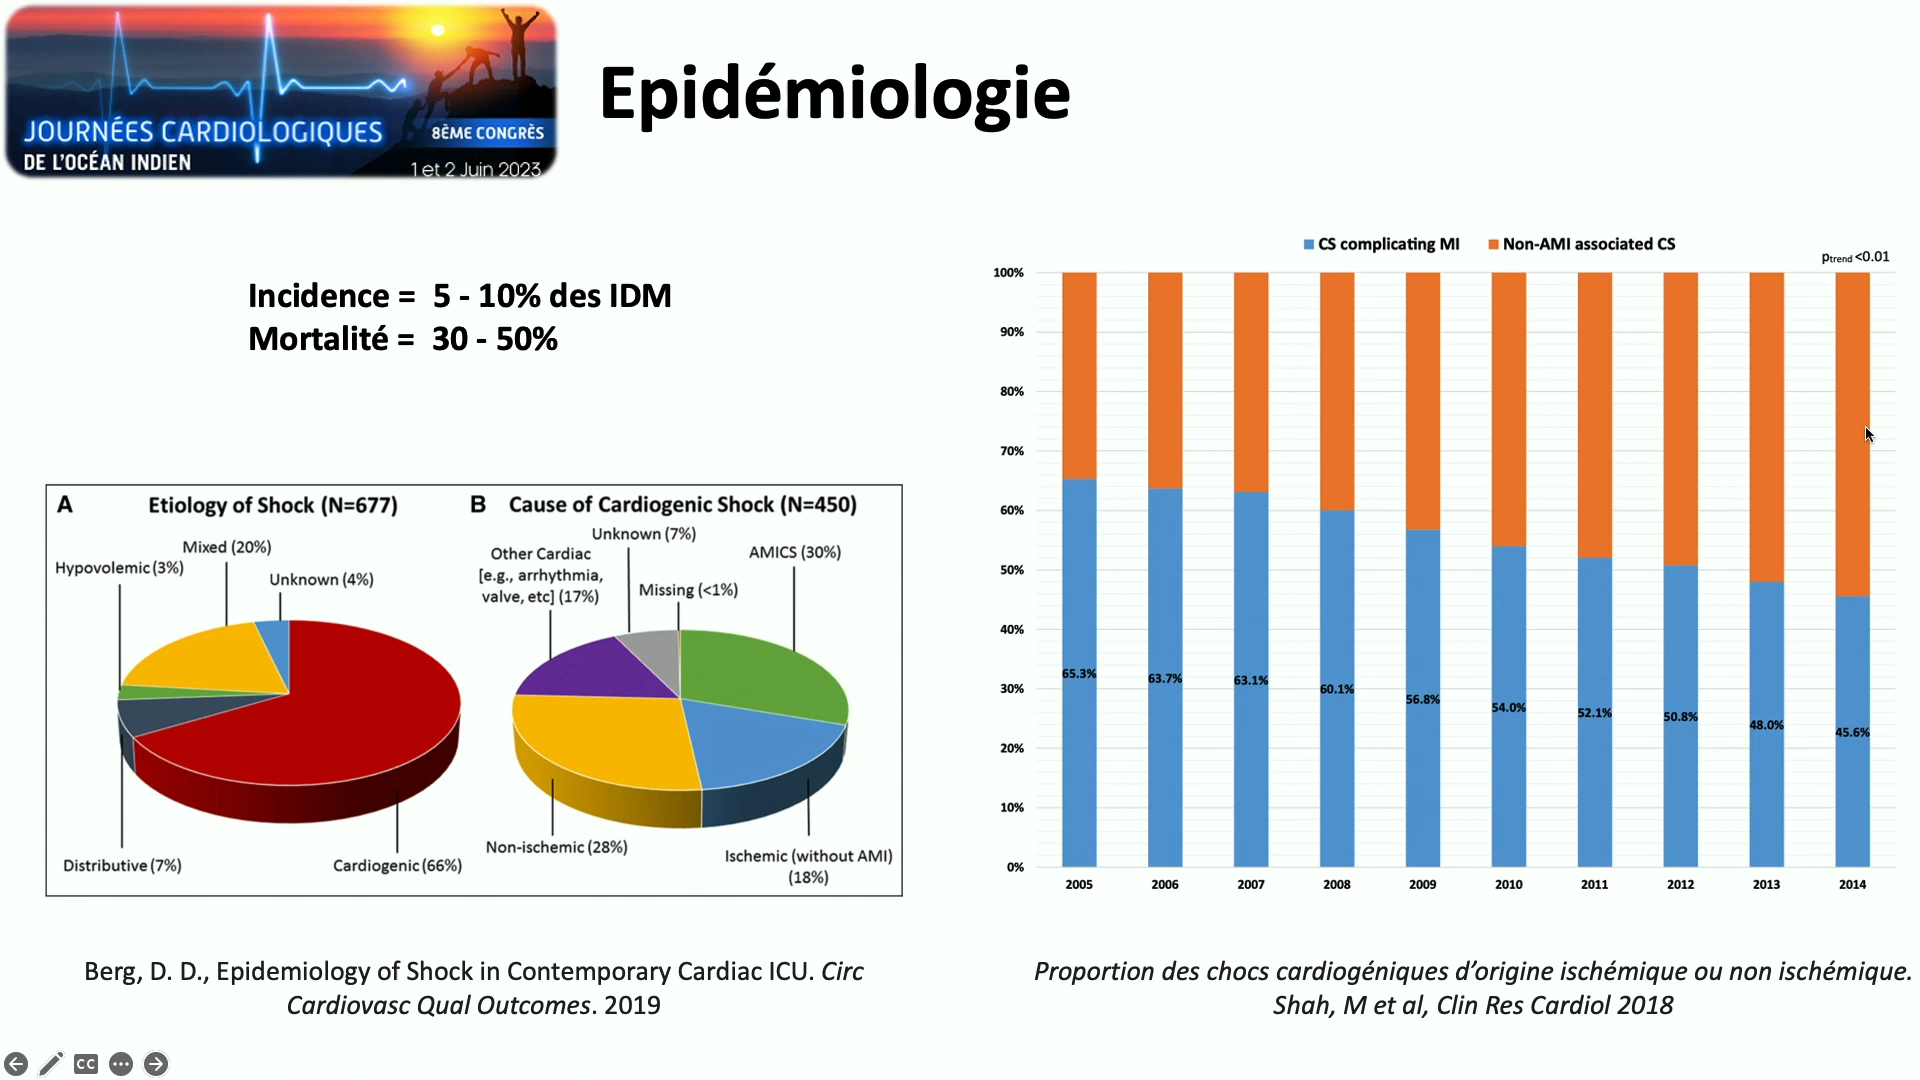 JOURNÉES CARDIOLOGIQUES
DE L'OCÉAN INDIEN
8ÈME CONGRÈS
1 et 2 Juin 2023
Epidémiologie
Incidence = 5 - 10% des IDM
Mortalité = 30 - 50%
A Etiology of Shock (N=677)
Mixed (20%)
Hypovolemic (3%)
Unknown (4%)
Distributive (7%)
Cardiogenic (66%)
B Cause of Cardiogenic Shock (N=450)
Unknown (7%)
Other Cardiac
[e.g., arrhythmia,
valve, etc] (17%)
AMICS (30%)
Missing (<1%)
Non-ischemic (28%)
Ischemic (without AMI)
(18%)
Berg, D. D., Epidemiology of Shock in Contemporary Cardiac ICU. Circ
Cardiovasc Qual Outcomes. 2019
CS complicating MI Non-AMI associated CS
ptrend <0.01
100%
90%
80%
70%
60%
50%
40%
30%
20%
10%
0%
65.3% 63.7% 63.1% 60.1% 56.8% 54.0% 52.1% 50.8% 48.0% 45.6%
2005 2006 2007 2008 2009 2010 2011 2012 2013 2014
Proportion des chocs cardiogéniques d'origine ischémique ou non ischémique.
Shah, M et al, Clin Res Cardiol 2018
CC